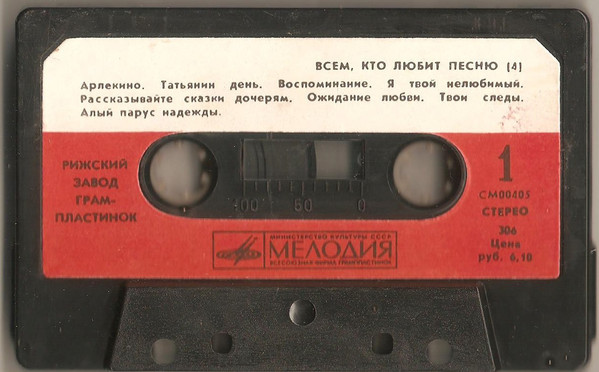 ВСЕМ, КТО ЛЮБИТ ПЕСНЮ (4)
Арлекино. Татьянин день. Воспоминание. Я твой нелюбимый.
Рассказывайте сказки дочерям. Ожидание любви. Твои следы.
Алый парус надежды.
РИЖСКИЙ
ЗАВОД
ГРАМ-
ПЛАСТИНОК
100 50 0
1
СМ00405
СТЕРЕО
306
Цена
руб. 6,10
МИНИСТЕРСТВО КУЛЬТУРЫ СССР
МЕЛОДИЯ
ВСЕСОЮЗНАЯ ФИРМА ГРАМПЛАСТИНОК